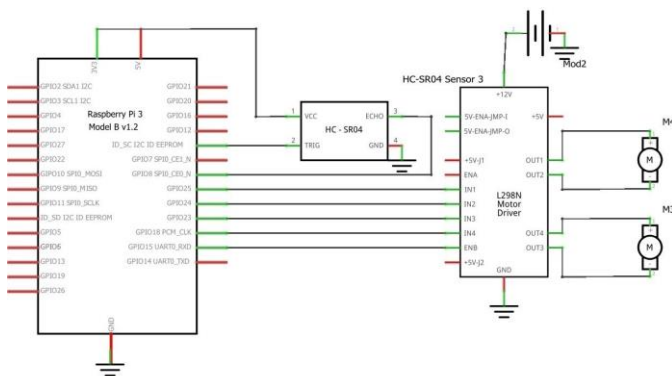 3V3
5V
Raspberry Pi 3
Model B v1.2
GPIO2 SDA1 I2C
GPIO3 SCL1 I2C
GPIO4
GPIO17
GPIO27
GPIO22
GPIO10 SPI0_MOSI
GPIO9 SPI0_MISO
GPIO11 SPI0_SCLK
ID_SD I2C ID EEPROM
GPIO5
GPIO6
GPIO13
GPIO19
GPIO26
GPIO21
GPIO20
GPIO16
GPIO12
ID_SC I2C ID EEPROM
GPIO7 SPI0_CE1_N
GPIO8 SPI0_CE0_N
GPIO25
GPIO24
GPIO23
GPIO18 PCM_CLK
GPIO15 UART0_RXD
GPIO14 UART0_TXD
GND
1
VCC
ECHO
3
HC - SR04
2
TRIG
GND
4
HC-SR04 Sensor 3
Mod2
+12V
5V-ENA-JMP-I
5V-ENA-JMP-O
+5V
+5V-J1
ENA
IN1
IN2
IN3
IN4
ENB
+5V-J2
OUT1
OUT2
L298N
Motor
Driver
OUT4
OUT3
GND
M
M